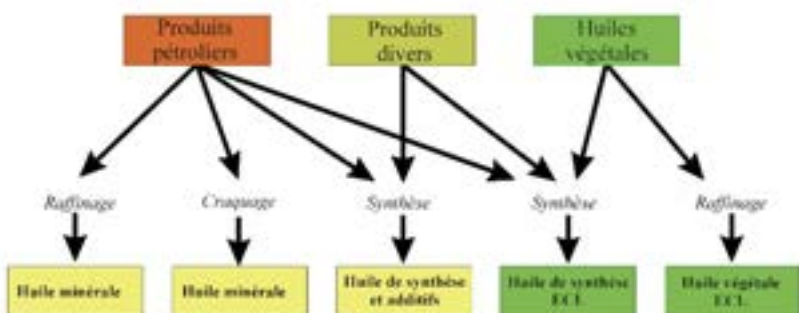 Produits
pétroliers
Produits
divers
Huiles
végétales
Raffinage
Craquage
Synthèse
Synthèse
Raffinage
Huile minérale
Huile minérale
Huile de synthèse
et additifs
Huile de synthèse
ECL
Huile végétale
ECL